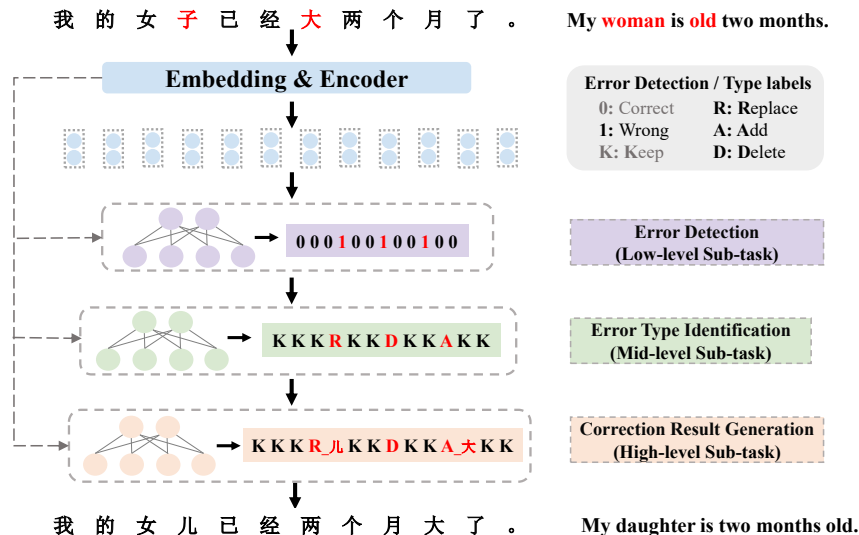 我 的 女 子 已 经 大 两 个 月 了 。
My woman is old two months.
Embedding & Encoder
Error Detection / Type labels
0: Correct R: Replace
1: Wrong A: Add
K: Keep D: Delete
0 0 0 1 0 0 1 0 0 1 0 0
Error Detection
(Low-level Sub-task)
K K K R K K D K K A K K
Error Type Identification
(Mid-level Sub-task)
K K K R_儿 K K D K K A_大 K K
Correction Result Generation
(High-level Sub-task)
我 的 女 儿 已 经 两 个 月 大 了 。
My daughter is two months old.